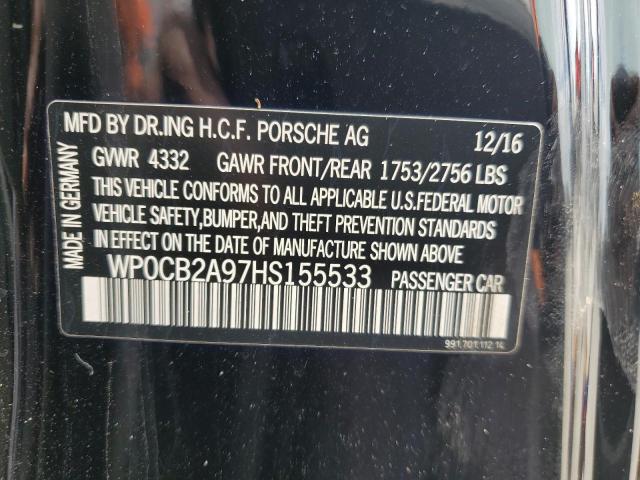 MFD BY DR.ING H.C.F. PORSCHE AG 12/16
GVWR 4332 GAWR FRONT/REAR 1753/2756 LBS
THIS VEHICLE CONFORMS TO ALL APPLICABLE U.S.FEDERAL MOTOR
VEHICLE SAFETY,BUMPER,AND THEFT PREVENTION STANDARDS
IN EFFECT ON THE DATE OF MANUFACTURE SHOWN ABOVE
WP0CB2A97HS155533 PASSENGER CAR
991.701.112.14
MADE IN GERMANY